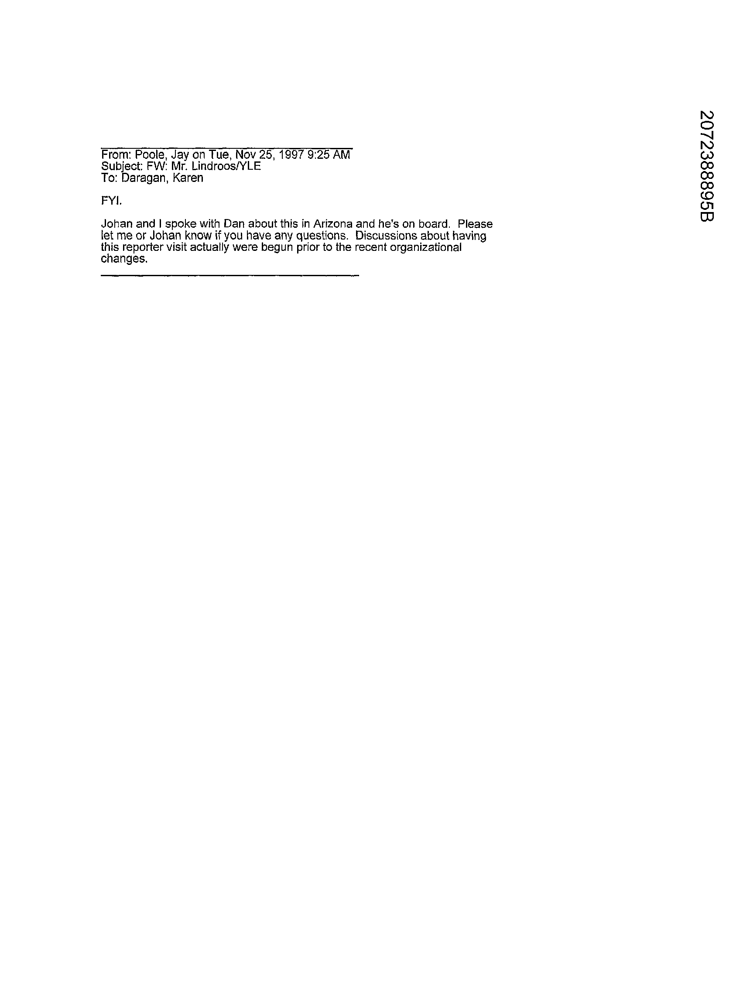 From: Poole, Jay on Tue, Nov 25, 1997 9:25 AM
Subject: FW: Mr. Lindroos/YLE
To: Daragan, Karen
FYI.
Johan and I spoke with Dan about this in Arizona and he's on board. Please
let me or Johan know if you have any questions. Discussions about having
this reporter visit actually were begun prior to the recent organizational
changes.
2072388895B